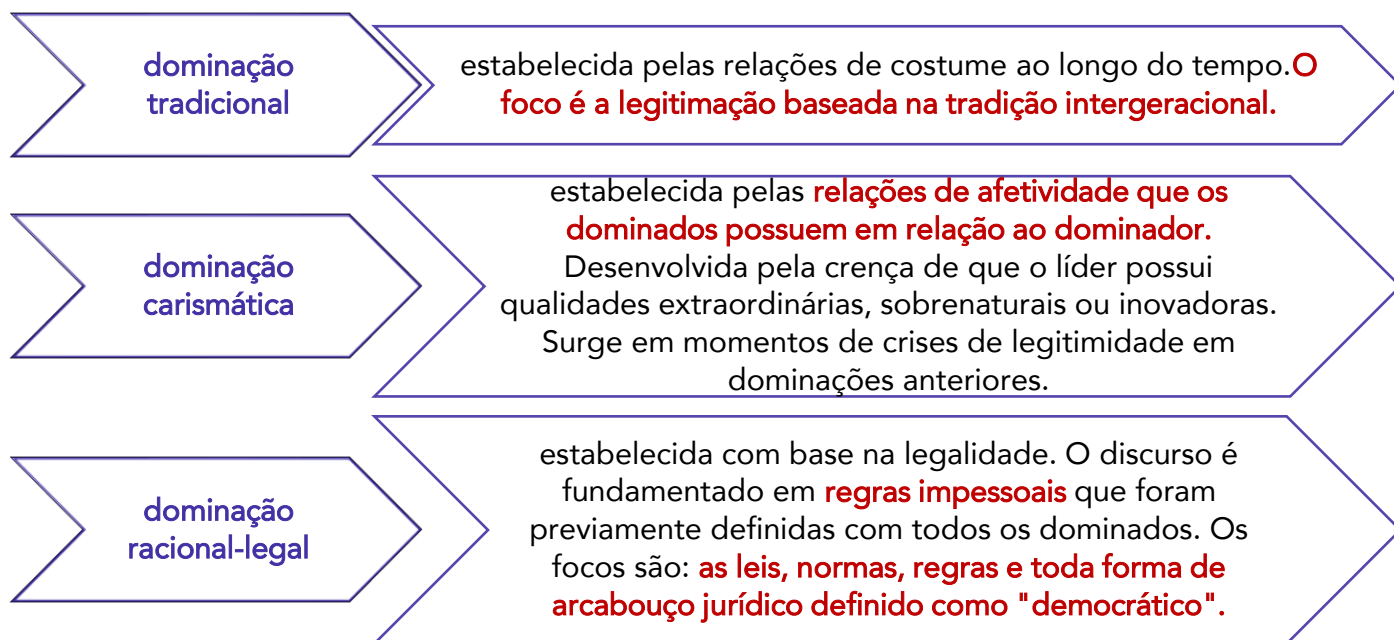 dominação
tradicional
estabelecida pelas relações de costume ao longo do tempo.O
foco é a legitimação baseada na tradição intergeracional.
dominação
carismática
estabelecida pelas relações de afetividade que os
dominados possuem em relação ao dominador.
Desenvolvida pela crença de que o líder possui
qualidades extraordinárias, sobrenaturais ou inovadoras.
Surge em momentos de crises de legitimidade em
dominações anteriores.
dominação
racional-legal
estabelecida com base na legalidade. O discurso é
fundamentado em regras impessoais que foram
previamente definidas com todos os dominados. Os
focos são: as leis, normas, regras e toda forma de
arcabouço jurídico definido como "democrático".